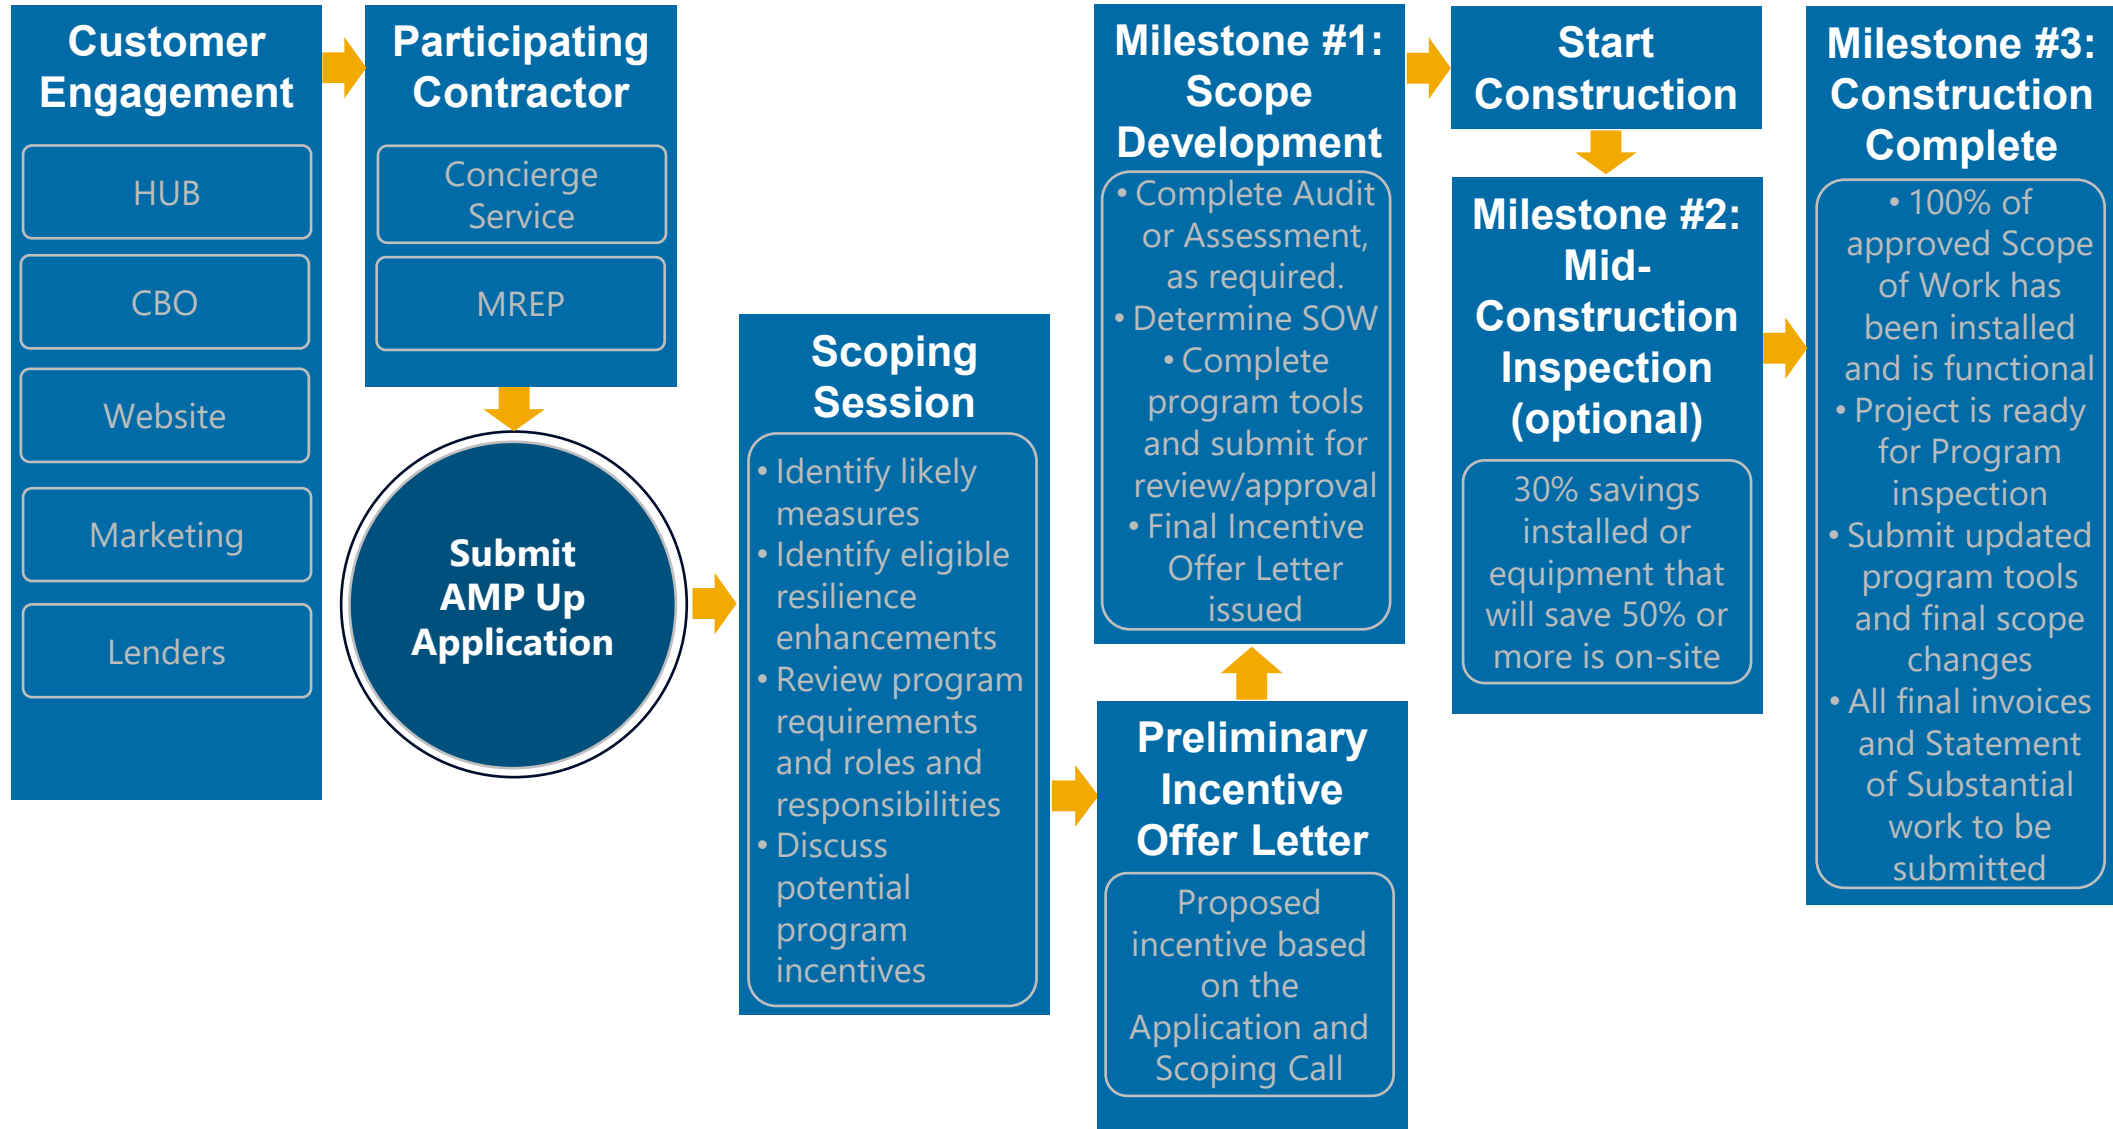 Customer
Engagement
HUB
CBO
Website
Marketing
Lenders
Participating
Contractor
Concierge
Service
MREP
Submit
AMP Up
Application
Scoping
Session
• Identify likely
measures
• Identify eligible
resilience
enhancements
• Review program
requirements
and roles and
responsibilities
• Discuss
potential
program
incentives
Preliminary
Incentive
Offer Letter
Proposed
incentive based
on the
Application and
Scoping Call
Milestone #1:
Scope
Development
• Complete Audit
or Assessment,
as required.
• Determine SOW
• Complete
program tools
and submit for
review/approval
• Final Incentive
Offer Letter
issued
Start
Construction
Milestone #2:
Mid-
Construction
Inspection
(optional)
30% savings
installed or
equipment that
will save 50% or
more is on-site
Milestone #3:
Construction
Complete
• 100% of
approved Scope
of Work has
been installed
and is functional
• Project is ready
for Program
inspection
• Submit updated
program tools
and final scope
changes
• All final invoices
and Statement
of Substantial
work to be
submitted